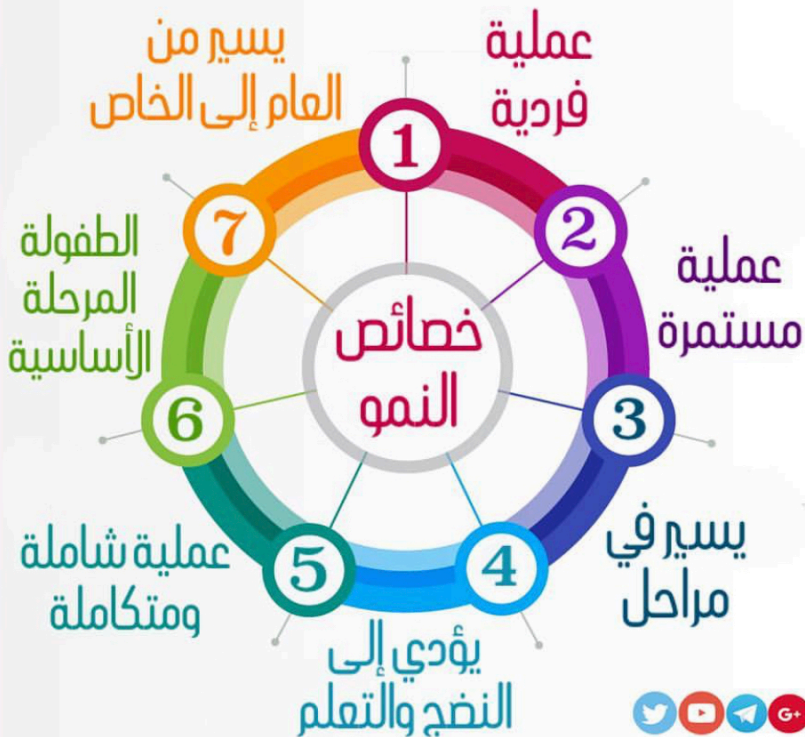 خصائص
النمو
1
عملية
فردية
2
عملية
مستمرة
3
يسير في
مراحل
4
يؤدي إلى
النضج والتعلم
5
عملية شاملة
ومتكاملة
6
الطفولة
المرحلة
الأساسية
7
يسير من
العام إلى الخاص
G+